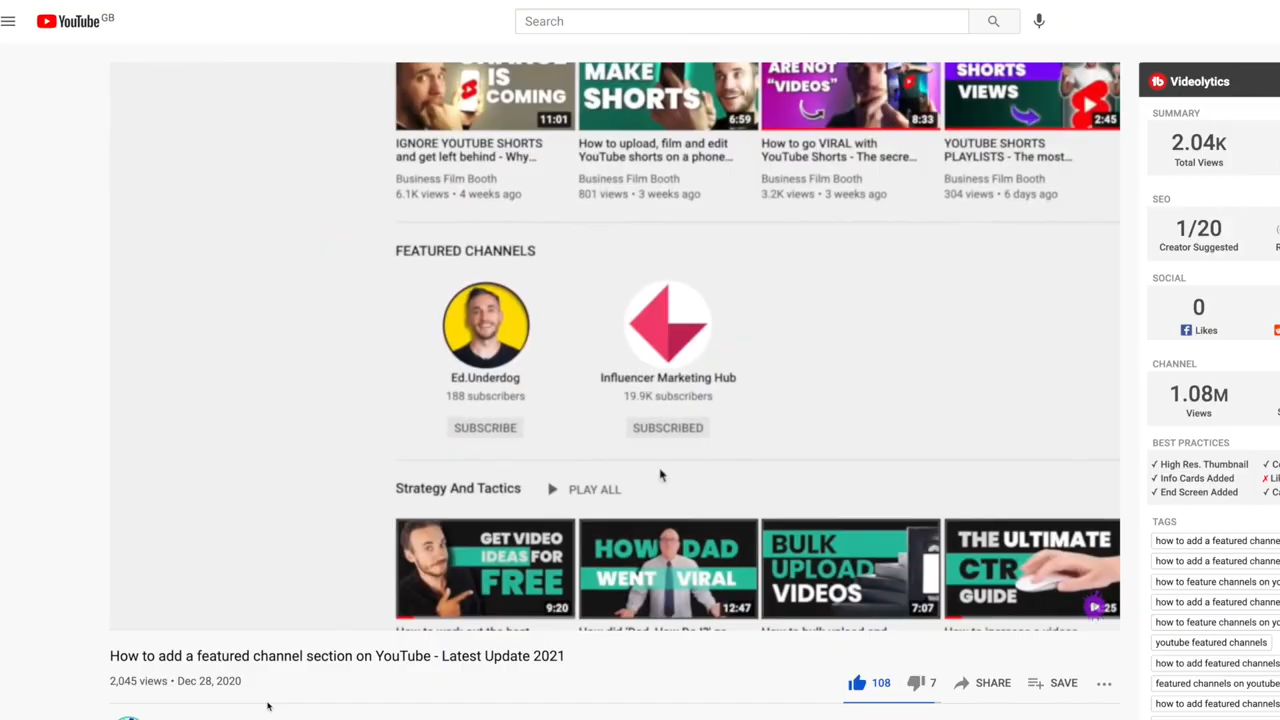 YouTube GB
Search
IS
COMING
11:01
MAKE
SHORTS
6:59
ARE NOT
"VIDEOS"
8:33
SHORTS
VIEWS
2:45
IGNORE YOUTUBE SHORTS
and get left behind - Why...
Business Film Booth
6.1K views • 4 weeks ago
How to upload, film and edit
YouTube shorts on a phone...
Business Film Booth
801 views • 3 weeks ago
How to go VIRAL with
YouTube Shorts - The secre...
Business Film Booth
3.2K views • 3 weeks ago
YOUTUBE SHORTS
PLAYLISTS - The most...
Business Film Booth
304 views • 6 days ago
FEATURED CHANNELS
Ed.Underdog
188 subscribers
SUBSCRIBE
Influencer Marketing Hub
19.9K subscribers
SUBSCRIBED
Strategy And Tactics
PLAY ALL
GET VIDEO
IDEAS FOR
FREE
9:20
HOW DAD
WENT VIRAL
12:47
BULK
UPLOAD
VIDEOS
7:07
THE ULTIMATE
CTR
GUIDE
How to add a featured channel section on YouTube - Latest Update 2021
2,045 views • Dec 28, 2020
108
7
SHARE
SAVE
Videolytics
SUMMARY
2.04K
Total Views
SEO
1/20
Creator Suggested
SOCIAL
0
Likes
CHANNEL
1.08M
Views
BEST PRACTICES
✓ High Res. Thumbnail
✓ Info Cards Added
✗ Li
✓ End Screen Added
TAGS
how to add a featured channe
how to add a featured channe
how to feature channels on yo
how to add a featured channe
how to feature channels on yo
youtube featured channels
how to add featured channels
featured channels on youtube
how to add featured channels